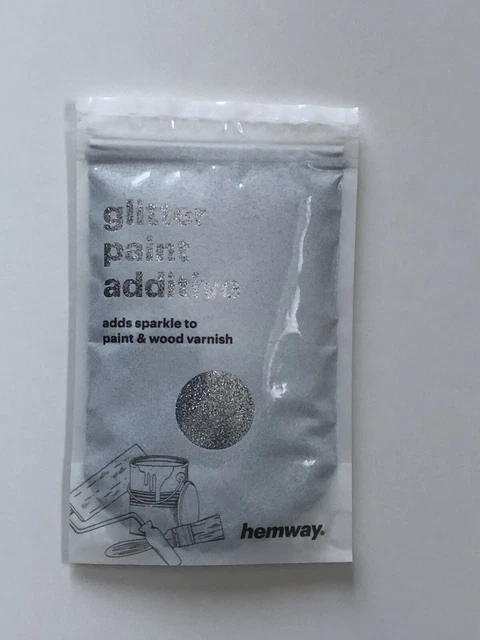 glitter
paint
additive
adds sparkle to
paint & wood varnish
hemway.